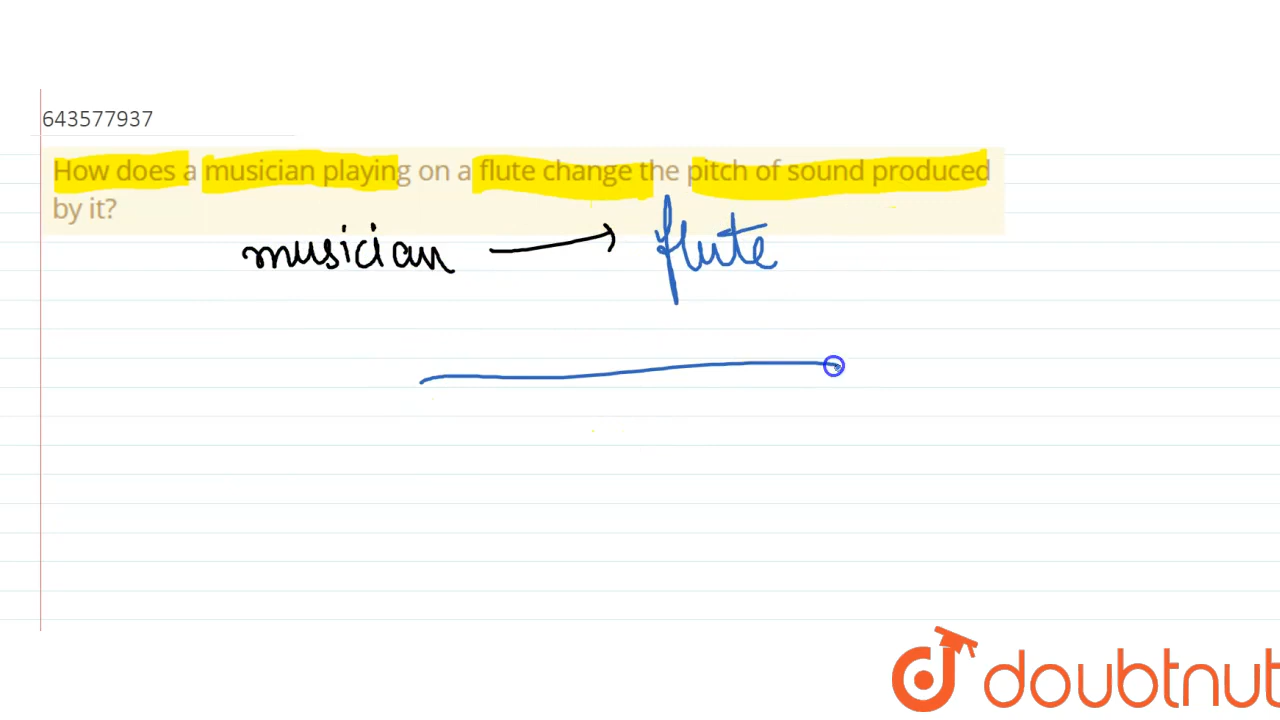 643577937
How does a musician playing on a flute change the pitch of sound produced
by it?
musician → flute
doubtnut